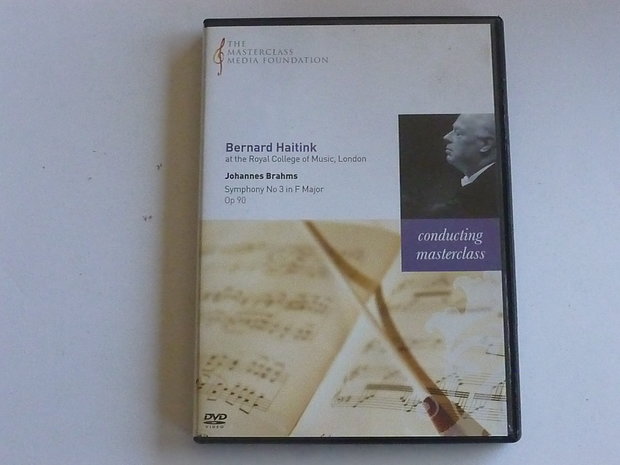 THE
MASTERCLASS
MEDIA FOUNDATION
Bernard Haitink
at the Royal College of Music, London
Johannes Brahms
Symphony No 3 in F Major
Op 90
conducting
masterclass
DVD
VIDEO